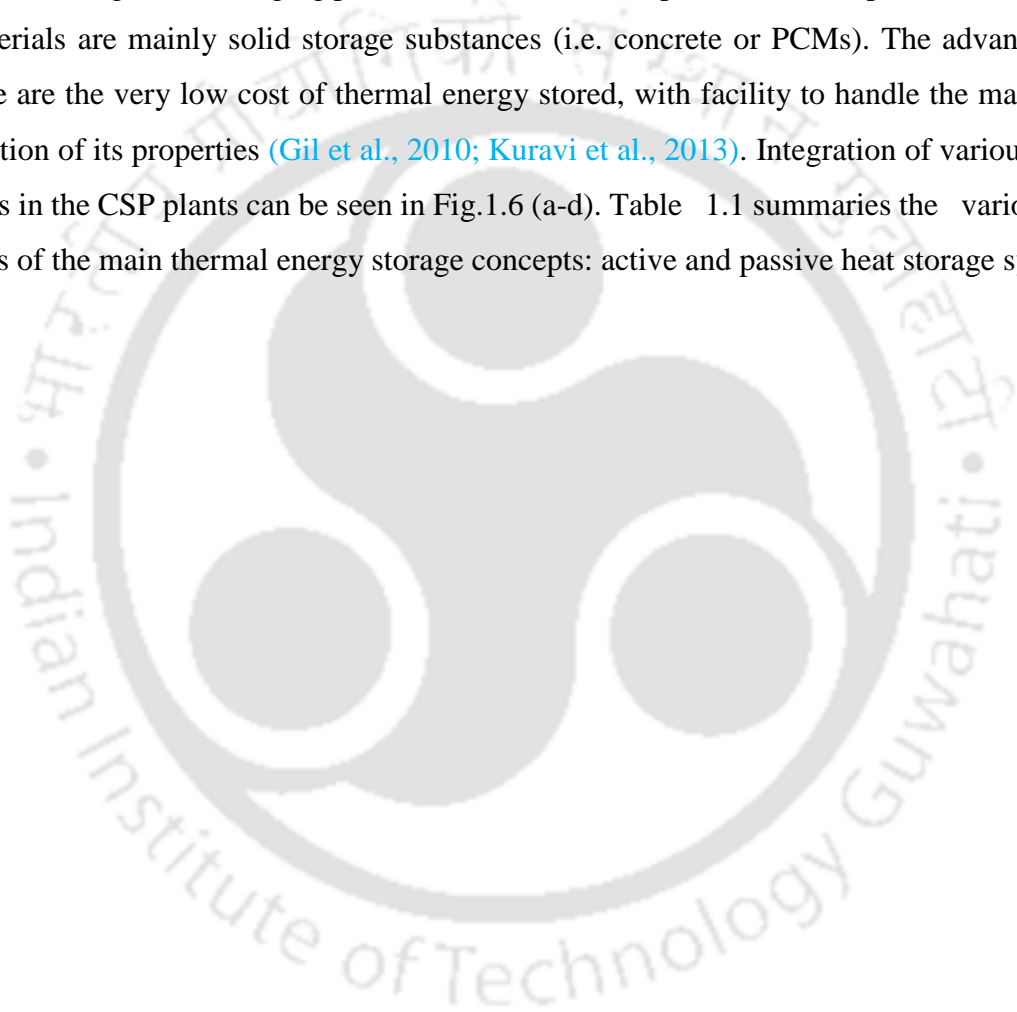 erials are mainly solid storage substances (i.e. concrete or PCMs). The advan
e are the very low cost of thermal energy stored, with facility to handle the ma
tion of its properties (Gil et al., 2010; Kuravi et al., 2013). Integration of variou
s in the CSP plants can be seen in Fig.1.6 (a-d). Table 1.1 summaries the vario
s of the main thermal energy storage concepts: active and passive heat storage s
Indian Institute of Technology Guwahati